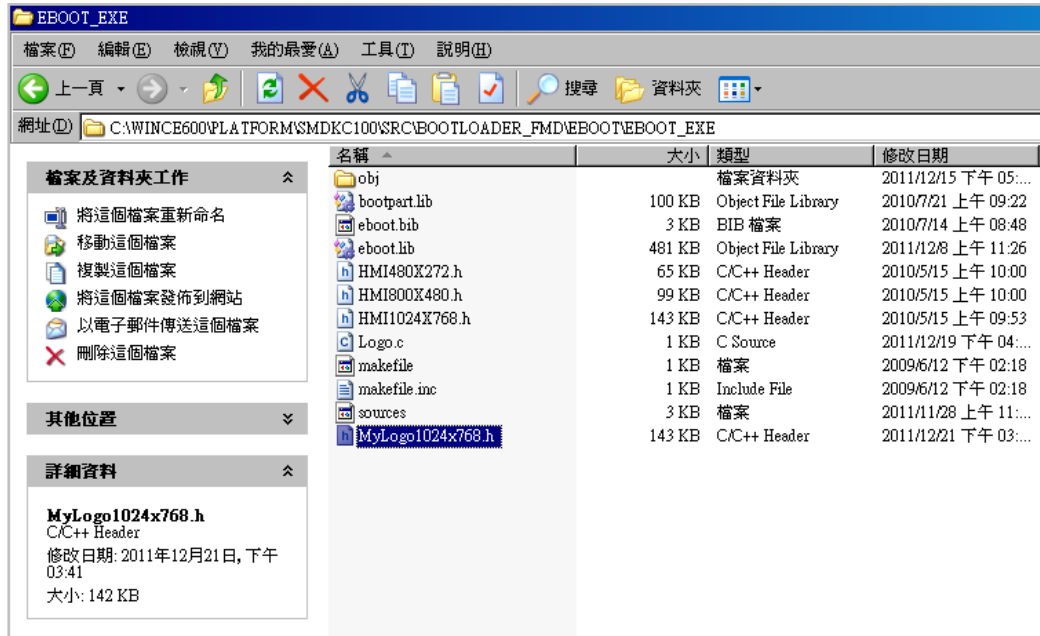 EBOOT_EXE
檔案(F) 編輯(E) 檢視(V) 我的最愛(A) 工具(T) 說明(H)
上一頁 搜尋 資料夾
網址(D) C:\WINCE600\PLATFORM\SMDKC100\SRC\BOOTLOADER_FMD\EBOOT\EBOOT_EXE
檔案及資料夾工作
將這個檔案重新命名
移動這個檔案
複製這個檔案
將這個檔案發佈到網站
以電子郵件傳送這個檔案
刪除這個檔案
其他位置
詳細資料
MyLogo1024x768.h
C/C++ Header
修改日期: 2011年12月21日, 下午
03:41
大小: 142 KB
名稱 大小 類型 修改日期
obj 檔案資料夾 2011/12/15 下午 05:...
bootpart.lib 100 KB Object File Library 2010/7/21 上午 09:22
eboot.bib 3 KB BIB 檔案 2010/7/14 上午 08:48
eboot.lib 481 KB Object File Library 2011/12/8 上午 11:26
HMI480X272.h 65 KB C/C++ Header 2010/5/15 上午 10:00
HMI800X480.h 99 KB C/C++ Header 2010/5/15 上午 10:00
HMI1024X768.h 143 KB C/C++ Header 2010/5/15 上午 09:53
Logo.c 1 KB C Source 2011/12/19 下午 04:...
makefile 1 KB 檔案 2009/6/12 下午 02:18
makefile.inc 1 KB Include File 2009/6/12 下午 02:18
sources 3 KB 檔案 2011/11/28 上午 11:...
MyLogo1024x768.h 143 KB C/C++ Header 2011/12/21 下午 03:...